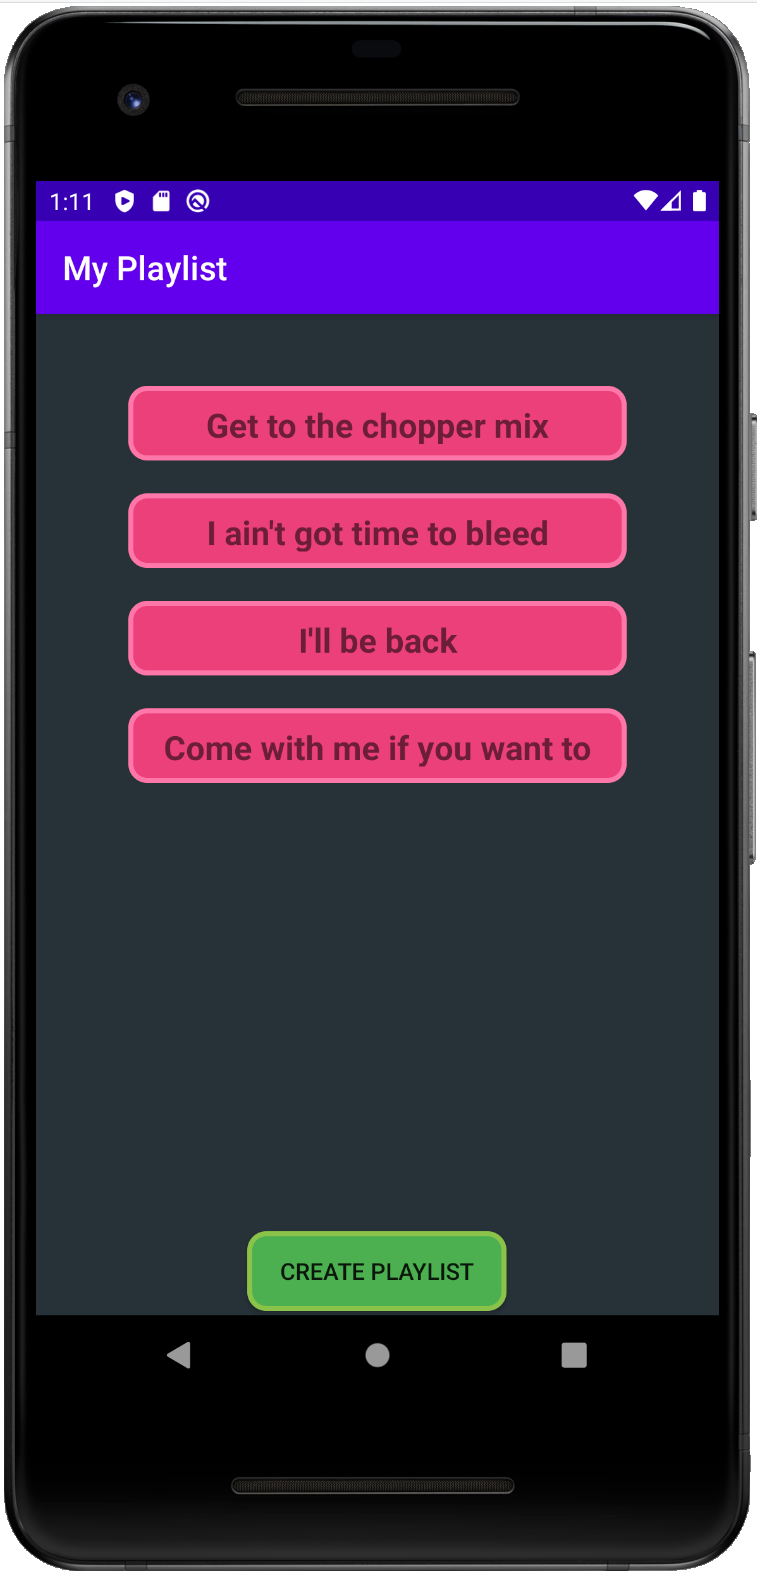 1:11
My Playlist
Get to the chopper mix
I ain't got time to bleed
I'll be back
Come with me if you want to
CREATE PLAYLIST